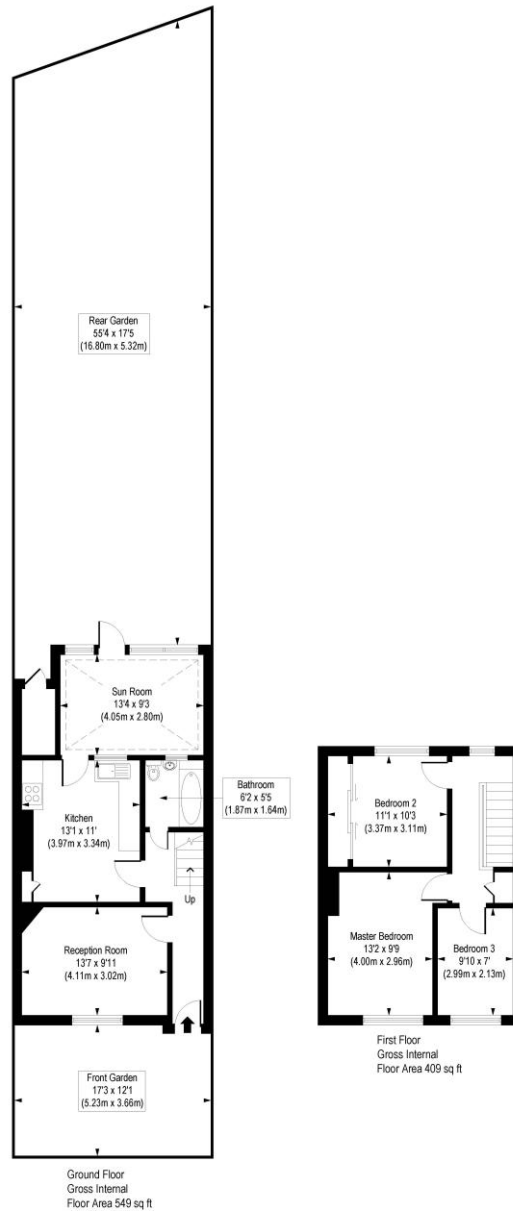 Rear Garden
55'4 x 17'5
(16.80m x 5.32m)
Sun Room
13'4 x 9'3
(4.05m x 2.80m)
Bathroom
6'2 x 5'5
(1.87m x 1.64m)
Kitchen
13'1 x 11'
(3.97m x 3.34m)
Up
Reception Room
13'7 x 9'11
(4.11m x 3.02m)
Front Garden
17'3 x 12'1
(5.23m x 3.66m)
Ground Floor
Gross Internal
Floor Area 549 sq ft
Bedroom 2
11'1 x 10'3
(3.37m x 3.11m)
Master Bedroom
13'2 x 9'9
(4.00m x 2.96m)
Bedroom 3
9'10 x 7'
(2.99m x 2.13m)
First Floor
Gross Internal
Floor Area 409 sq ft